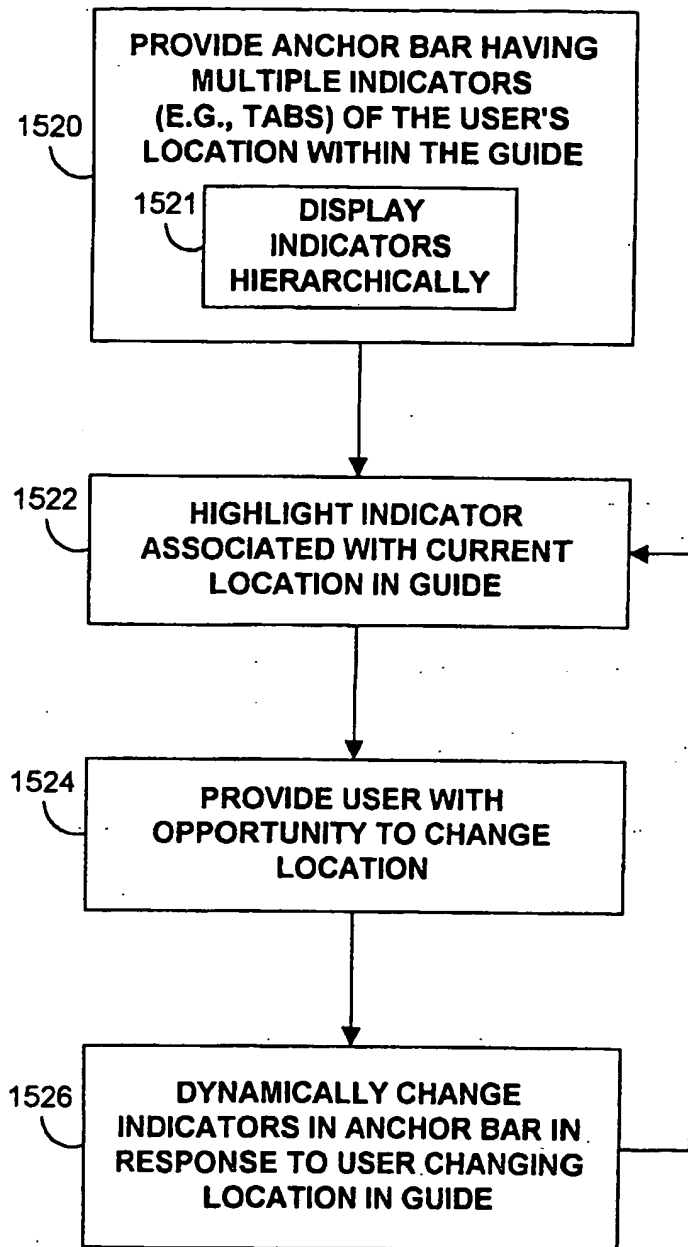 PROVIDE ANCHOR BAR HAVING
MULTIPLE INDICATORS
(E.G., TABS) OF THE USER'S
LOCATION WITHIN THE GUIDE
1520
1521
DISPLAY
INDICATORS
HIERARCHICALLY
1522
HIGHLIGHT INDICATOR
ASSOCIATED WITH CURRENT
LOCATION IN GUIDE
1524
PROVIDE USER WITH
OPPORTUNITY TO CHANGE
LOCATION
1526
DYNAMICALLY CHANGE
INDICATORS IN ANCHOR BAR IN
RESPONSE TO USER CHANGING
LOCATION IN GUIDE